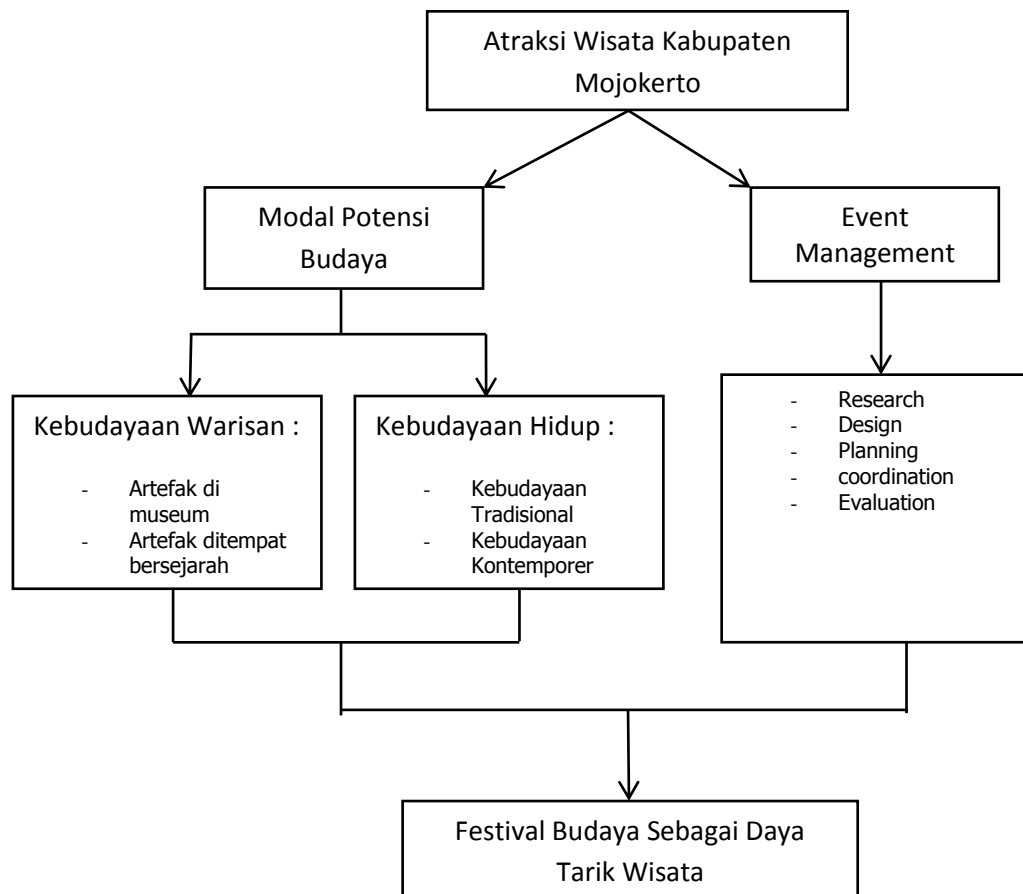 Atraksi Wisata Kabupaten
Mojokerto
Modal Potensi
Budaya
Event
Management
Kebudayaan Warisan :
- Artefak di
museum
- Artefak ditempat
bersejarah
Kebudayaan Hidup :
- Kebudayaan
Tradisional
- Kebudayaan
Kontemporer
- Research
- Design
- Planning
- coordination
- Evaluation
Festival Budaya Sebagai Daya
Tarik Wisata